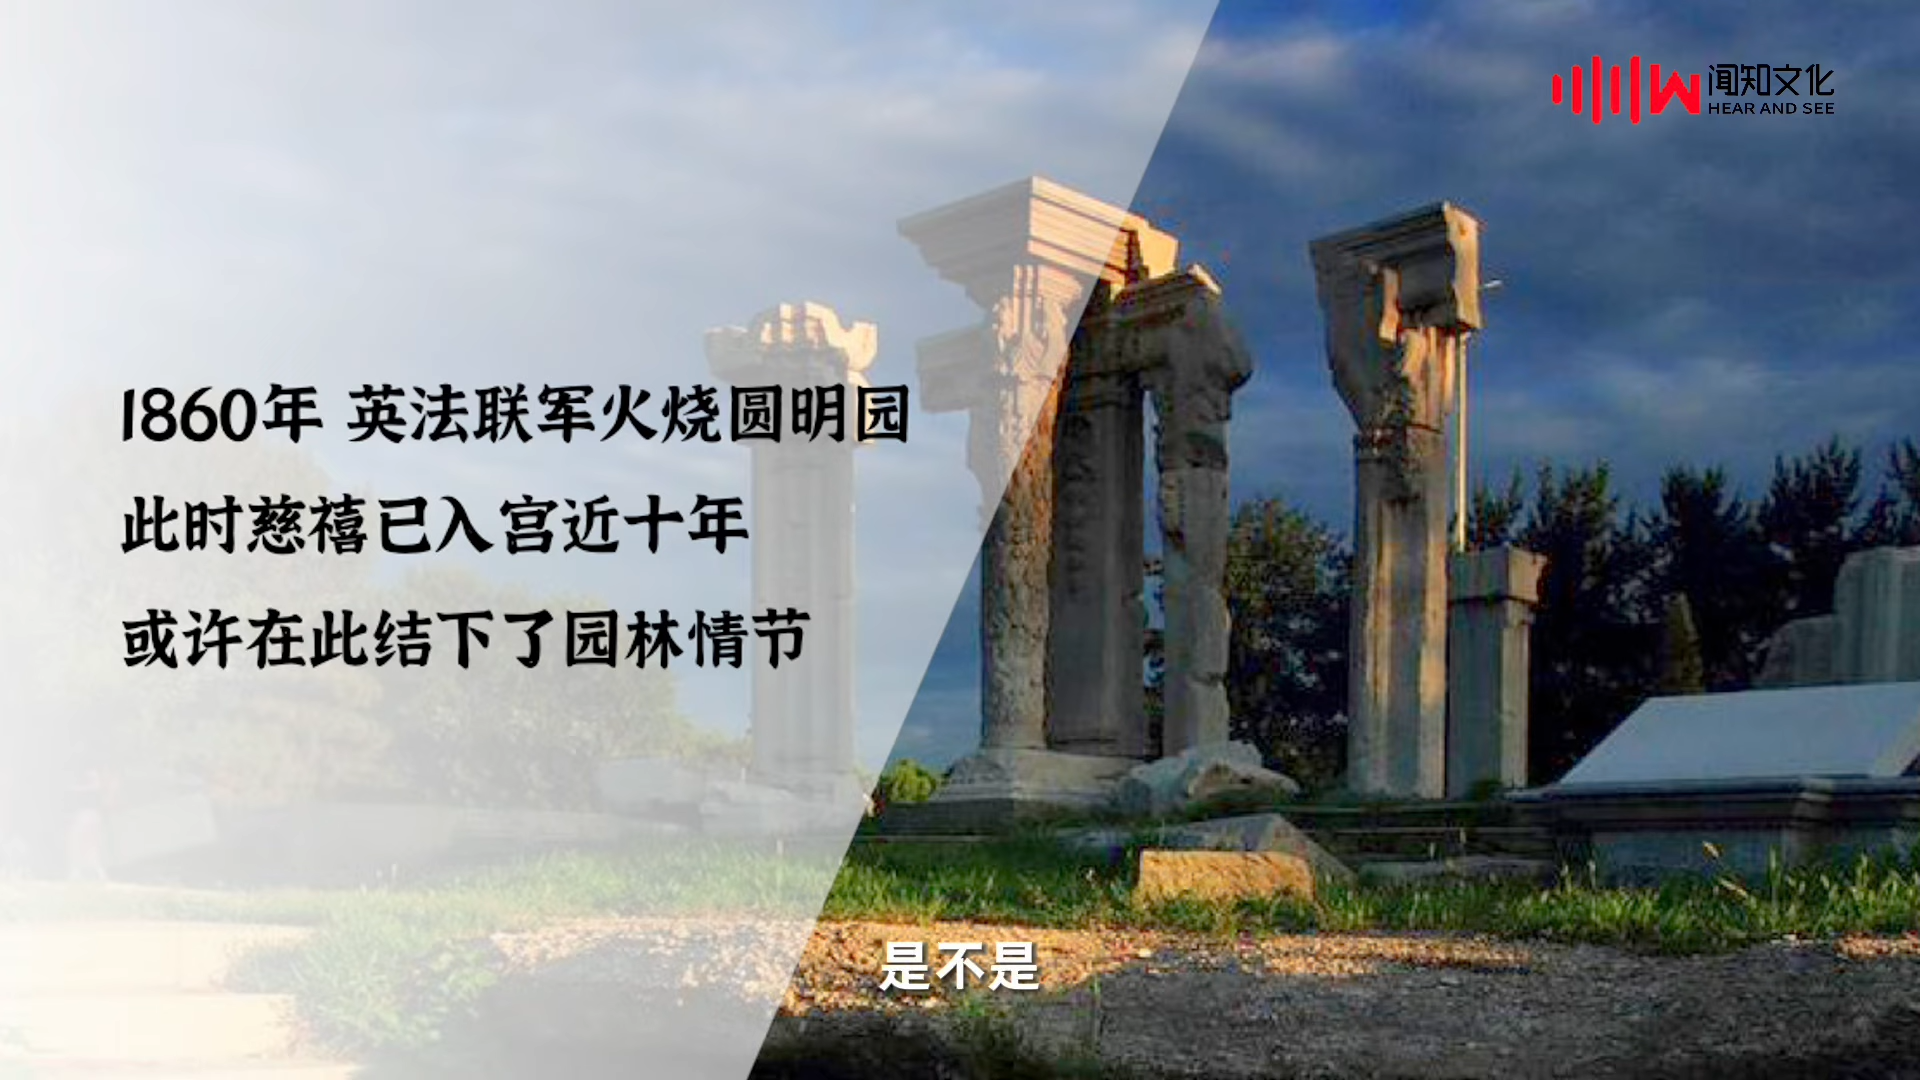 闻知文化
HEAR AND SEE
1860年 英法联军火烧圆明园
此时慈禧已入宫近十年
或许在此结下了园林情节
是不是